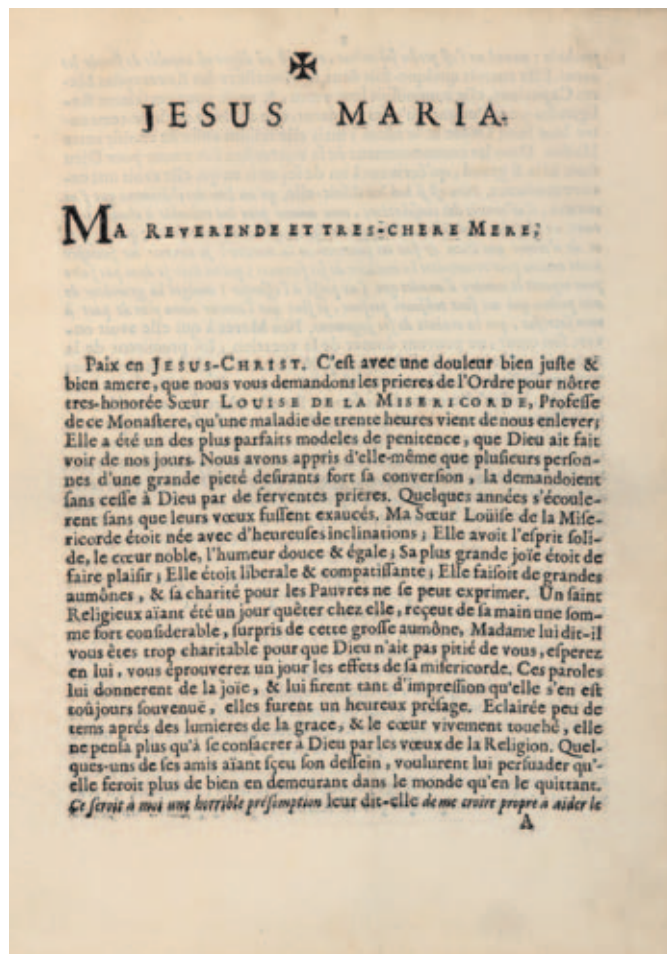 ✠
JESUS MARIA.
MA REVERENDE ET TRES-CHERE MERE,
Paix en JESUS-CHRIST. C'est avec une douleur bien juste &
bien amere, que nous vous demandons les prieres de l'Ordre pour nôtre
tres-honorée Sœur LOUISE DE LA MISERICORDE, Professe
de ce Monastere, qu'une maladie de trente heures vient de nous enlever;
Elle a été un des plus parfaits modeles de penitence, que Dieu ait fait
voir de nos jours. Nous avons appris d'elle-même que plusieurs person-
nes d'une grande pieté desirants fort sa conversion, la demandoient
sans cesse à Dieu par de ferventes prieres. Quelques années s'écoule-
rent sans que leurs vœux fussent exaucés. Ma Sœur Loüise de la Mise-
ricorde étoit née avec d'heureuses inclinations; Elle avoit l'esprit soli-
de, le cœur noble, l'humeur douce & égale; Sa plus grande joïe étoit de
faire plaisir; Elle étoit liberale & compatissante; Elle faisoit de grandes
aumônes, & sa charité pour les Pauvres ne se peut exprimer. Un saint
Religieux aïant été un jour quêter chez elle, reçeut de sa main une som-
me fort considerable, surpris de cette grosse aumône, Madame lui dit-il
vous êtes trop charitable pour que Dieu n'ait pas pitié de vous, esperez
en lui, vous éprouverez un jour les effets de sa misericorde. Ces paroles
lui donnerent de la joïe, & lui firent tant d'impression qu'elle s'en est
toûjours souvenuë, elles furent un heureux présage. Eclairée peu de
tems aprés des lumieres de la grace, & le cœur vivement touché, elle
ne pensa plus qu'à se consacrer à Dieu par les vœux de la Religion. Quel-
ques-uns de ses amis aïant sçeu son dessein, voulurent lui persuader qu'-
elle feroit plus de bien en demeurant dans le monde qu'en le quittant.
Ce seroit à moi une horrible présomption leur dit-elle de me croire propre à aider le
A